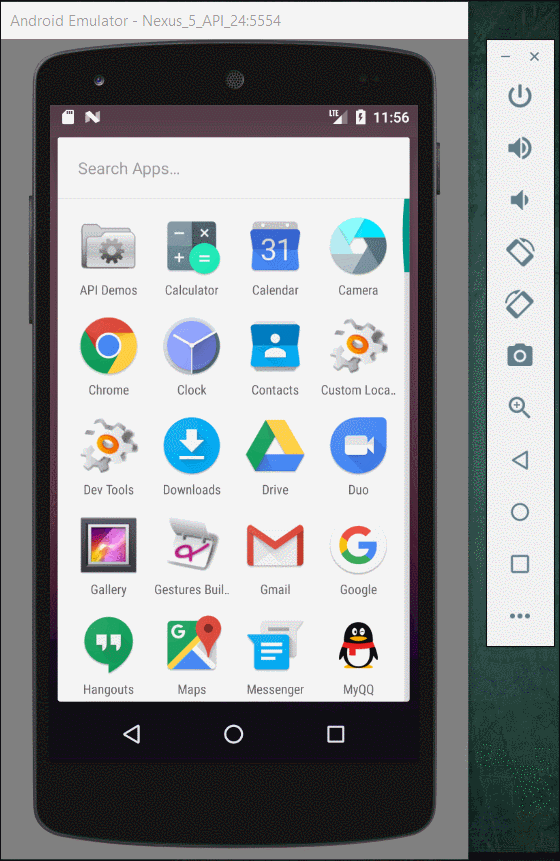 Android Emulator - Nexus_5_API_24:5554
LTE 11:56
Search Apps...
31
API Demos Calculator Calendar Camera
Chrome Clock Contacts Custom Loca..
Dev Tools Downloads Drive Duo
Gallery Gestures Buil.. Gmail Google
G
Hangouts Maps Messenger MyQQ